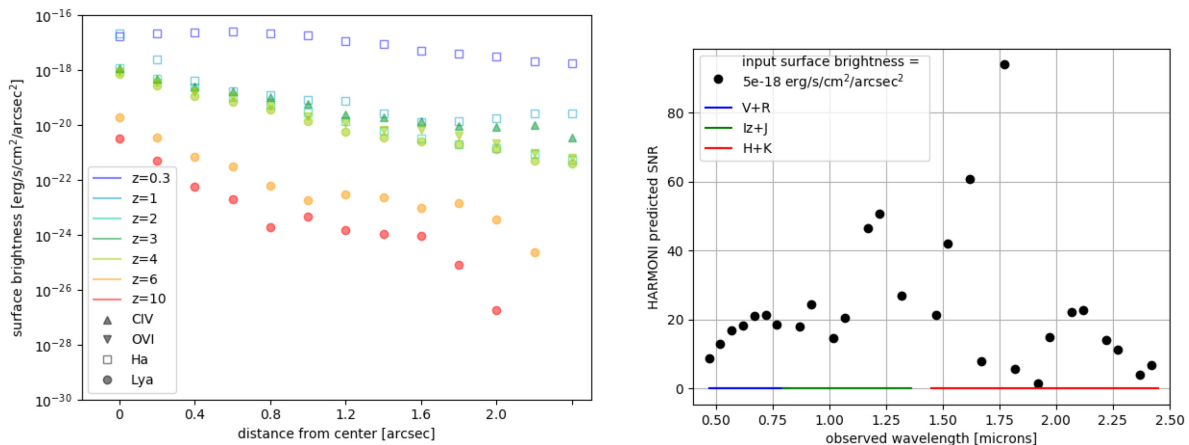 10⁻¹⁶
10⁻¹⁸
10⁻²⁰
10⁻²²
10⁻²⁴
10⁻²⁶
10⁻²⁸
10⁻³⁰
surface brightness [erg/s/cm²/arcsec²]
z=0.3
z=1
z=2
z=3
z=4
z=6
z=10
CIV
OVI
Ha
Lya
0 0.4 0.8 1.2 1.6 2.0
distance from center [arcsec]
input surface brightness =
5e-18 erg/s/cm²/arcsec²
V+R
Iz+J
H+K
80
60
40
20
0
HARMONI predicted SNR
0.50 0.75 1.00 1.25 1.50 1.75 2.00 2.25 2.50
observed wavelength [microns]